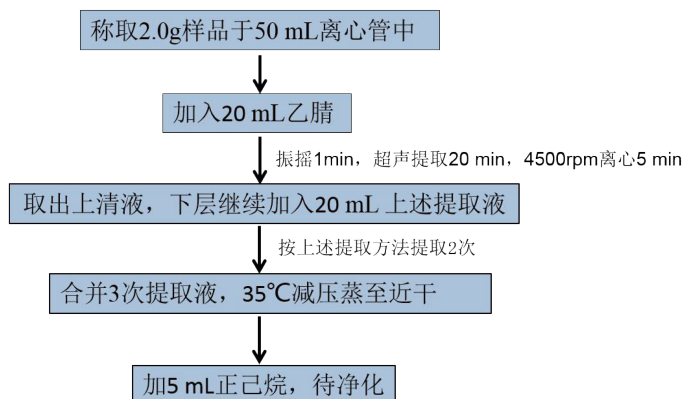 称取2.0g样品于50 mL离心管中
加入20 mL乙腈
振摇1min，超声提取20 min，4500rpm离心5 min
取出上清液，下层继续加入20 mL 上述提取液
按上述提取方法提取2次
合并3次提取液，35℃减压蒸至近干
加5 mL正己烷，待净化